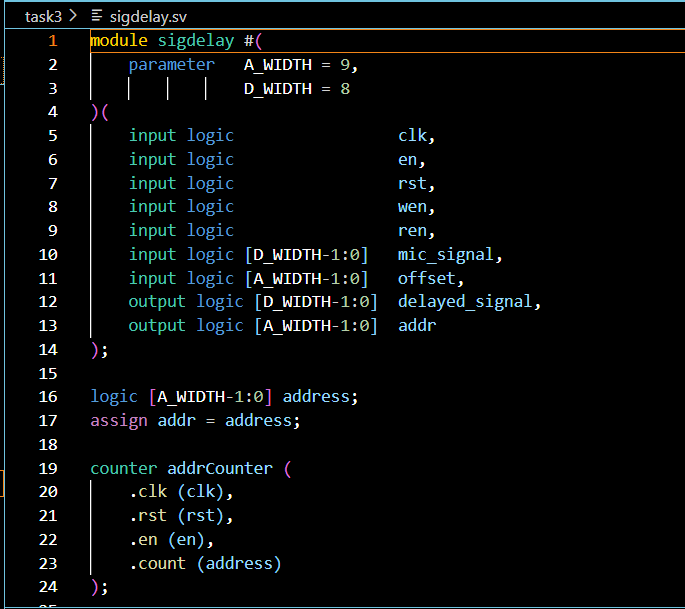 task3 > sigdelay.sv
1 module sigdelay #(
2 parameter A_WIDTH = 9,
3 D_WIDTH = 8
4 )(
5 input logic clk,
6 input logic en,
7 input logic rst,
8 input logic wen,
9 input logic ren,
10 input logic [D_WIDTH-1:0] mic_signal,
11 input logic [A_WIDTH-1:0] offset,
12 output logic [D_WIDTH-1:0] delayed_signal,
13 output logic [A_WIDTH-1:0] addr
14 );
15
16 logic [A_WIDTH-1:0] address;
17 assign addr = address;
18
19 counter addrCounter (
20 .clk (clk),
21 .rst (rst),
22 .en (en),
23 .count (address)
24 );